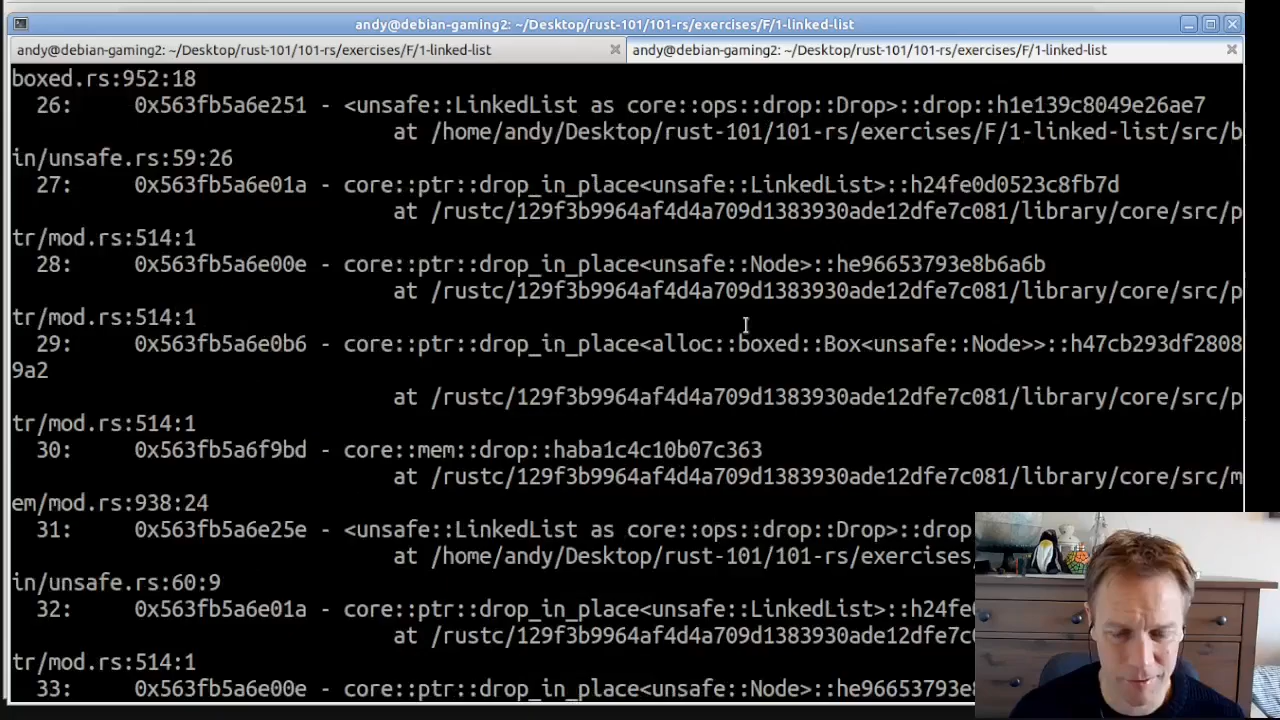 andy@debian-gaming2: ~/Desktop/rust-101/101-rs/exercises/F/1-linked-list
andy@debian-gaming2: ~/Desktop/rust-101/101-rs/exercises/F/1-linked-list
andy@debian-gaming2: ~/Desktop/rust-101/101-rs/exercises/F/1-linked-list
boxed.rs:952:18
26: 0x563fb5a6e251 - <unsafe::LinkedList as core::ops::drop::Drop>::drop::h1e139c8049e26ae7
at /home/andy/Desktop/rust-101/101-rs/exercises/F/1-linked-list/src/b
in/unsafe.rs:59:26
27: 0x563fb5a6e01a - core::ptr::drop_in_place<unsafe::LinkedList>::h24fe0d0523c8fb7d
at /rustc/129f3b9964af4d4a709d1383930ade12dfe7c081/library/core/src/p
tr/mod.rs:514:1
28: 0x563fb5a6e00e - core::ptr::drop_in_place<unsafe::Node>::he96653793e8b6a6b
at /rustc/129f3b9964af4d4a709d1383930ade12dfe7c081/library/core/src/p
tr/mod.rs:514:1
29: 0x563fb5a6e0b6 - core::ptr::drop_in_place<alloc::boxed::Box<unsafe::Node>>::h47cb293df2808
9a2
at /rustc/129f3b9964af4d4a709d1383930ade12dfe7c081/library/core/src/p
tr/mod.rs:514:1
30: 0x563fb5a6f9bd - core::mem::drop::haba1c4c10b07c363
at /rustc/129f3b9964af4d4a709d1383930ade12dfe7c081/library/core/src/m
em/mod.rs:938:24
31: 0x563fb5a6e25e - <unsafe::LinkedList as core::ops::drop::Drop>::drop
at /home/andy/Desktop/rust-101/101-rs/exercises
in/unsafe.rs:60:9
32: 0x563fb5a6e01a - core::ptr::drop_in_place<unsafe::LinkedList>::h24fe0
at /rustc/129f3b9964af4d4a709d1383930ade12dfe7c0
tr/mod.rs:514:1
33: 0x563fb5a6e00e - core::ptr::drop_in_place<unsafe::Node>::he96653793e8